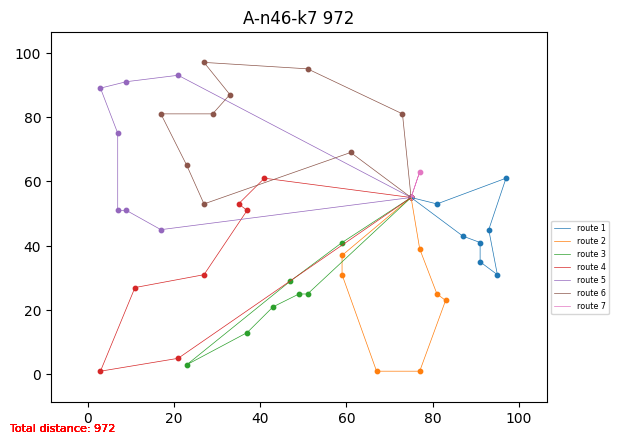 A-n46-k7 972
100
80
60
40
20
0
0 20 40 60 80 100
route 1
route 2
route 3
route 4
route 5
route 6
route 7
Total distance: 972